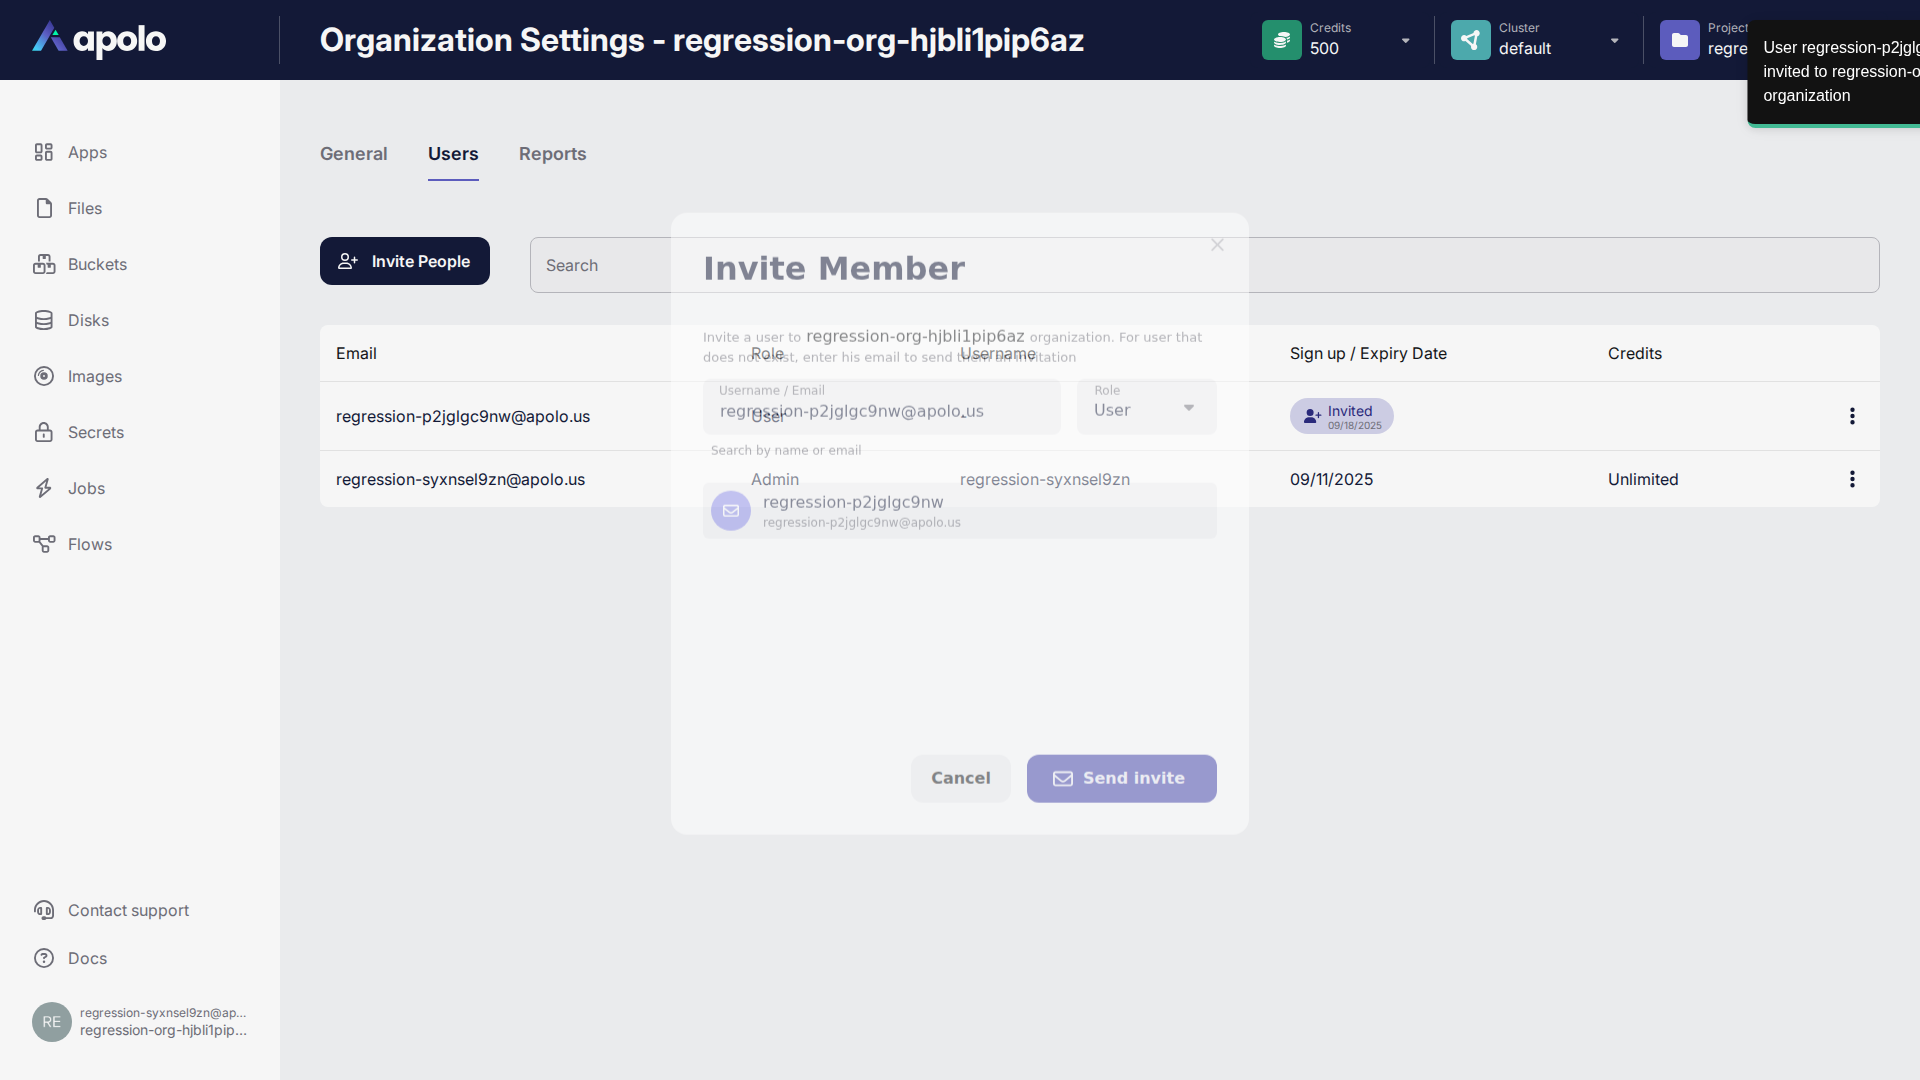 apolo
Organization Settings - regression-org-hjbli1pip6az
Credits
500
Cluster
default
Project
regre
User regression-p2jglg
invited to regression-o
organization
Apps
Files
Buckets
Disks
Images
Secrets
Jobs
Flows
Contact support
Docs
RE
regression-syxnsel9zn@ap...
regression-org-hjbli1pip...
General
Users
Reports
Invite People
Search
Email
Role
Username
Sign up / Expiry Date
Credits
regression-p2jglgc9nw@apolo.us
User
-
Invited
09/18/2025
regression-syxnsel9zn@apolo.us
Admin
regression-syxnsel9zn
09/11/2025
Unlimited
Invite Member
Invite a user to regression-org-hjbli1pip6az organization. For user that
does not exist, enter his email to send them an invitation
Username / Email
regression-p2jglgc9nw@apolo.us
Role
User
Search by name or email
regression-p2jglgc9nw
regression-p2jglgc9nw@apolo.us
Cancel
Send invite